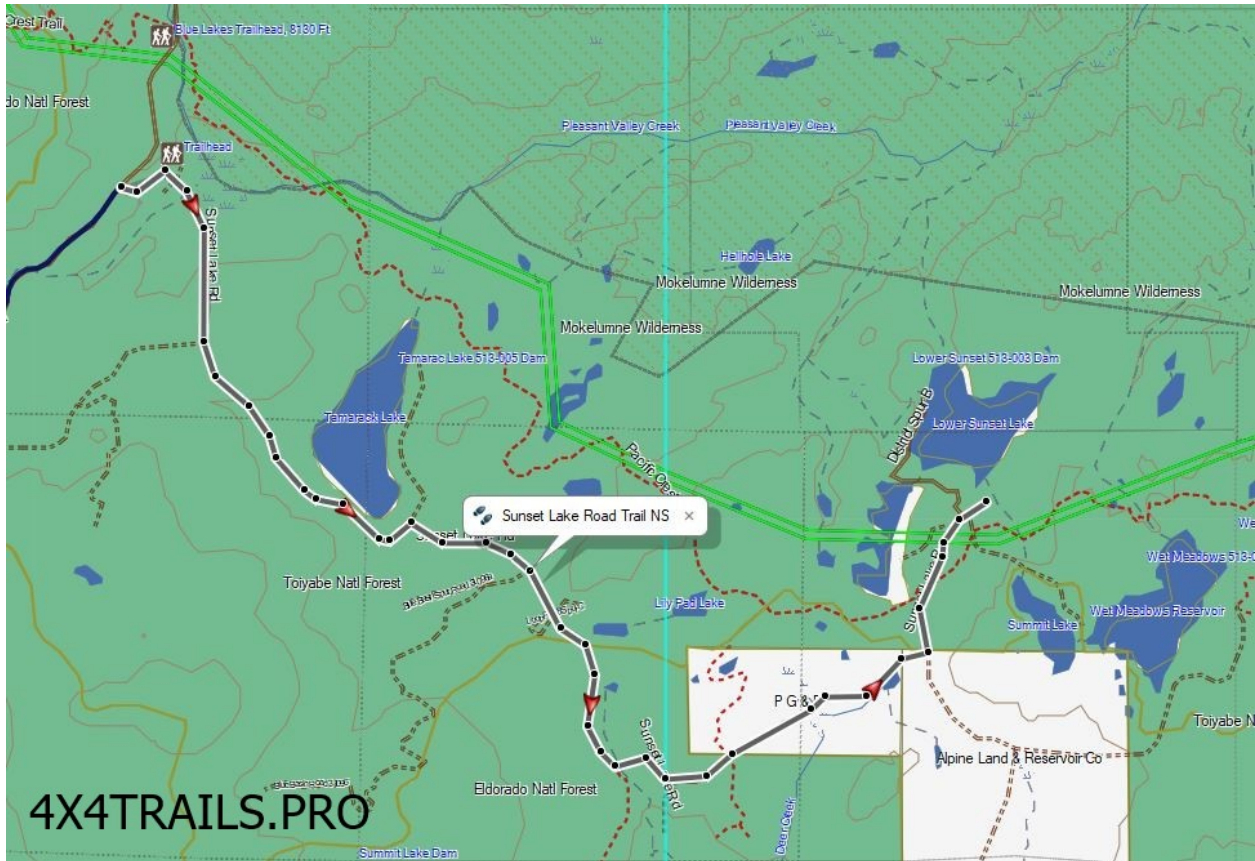 Crest Trail
Blue Lakes Trailhead, 8130 Ft
do Natl Forest
Trailhead
Pleasant Valley Creek
Pleasant Valley Creek
Sunset Lake Rd
Hellhole Lake
Mokelumne Wilderness
Mokelumne Wilderness
Mokelumne Wilderness
Tamarac Lake 513-005 Dam
Lower Sunset 513-003 Dam
Tamarack Lake
District Spur B
Lower Sunset Lake
Pacific Crest
Sunset Lake Road Trail NS
We
Wet Meadows 513-0
Toiyabe Natl Forest
Lily Pad Lake
Summit Lake
Wet Meadows Reservoir
P G &
Toiyabe N
Sunset
e Rd
Alpine Land & Reservoir Co
Eldorado Natl Forest
Deer Creek
4X4TRAILS.PRO
Summit Lake Dam